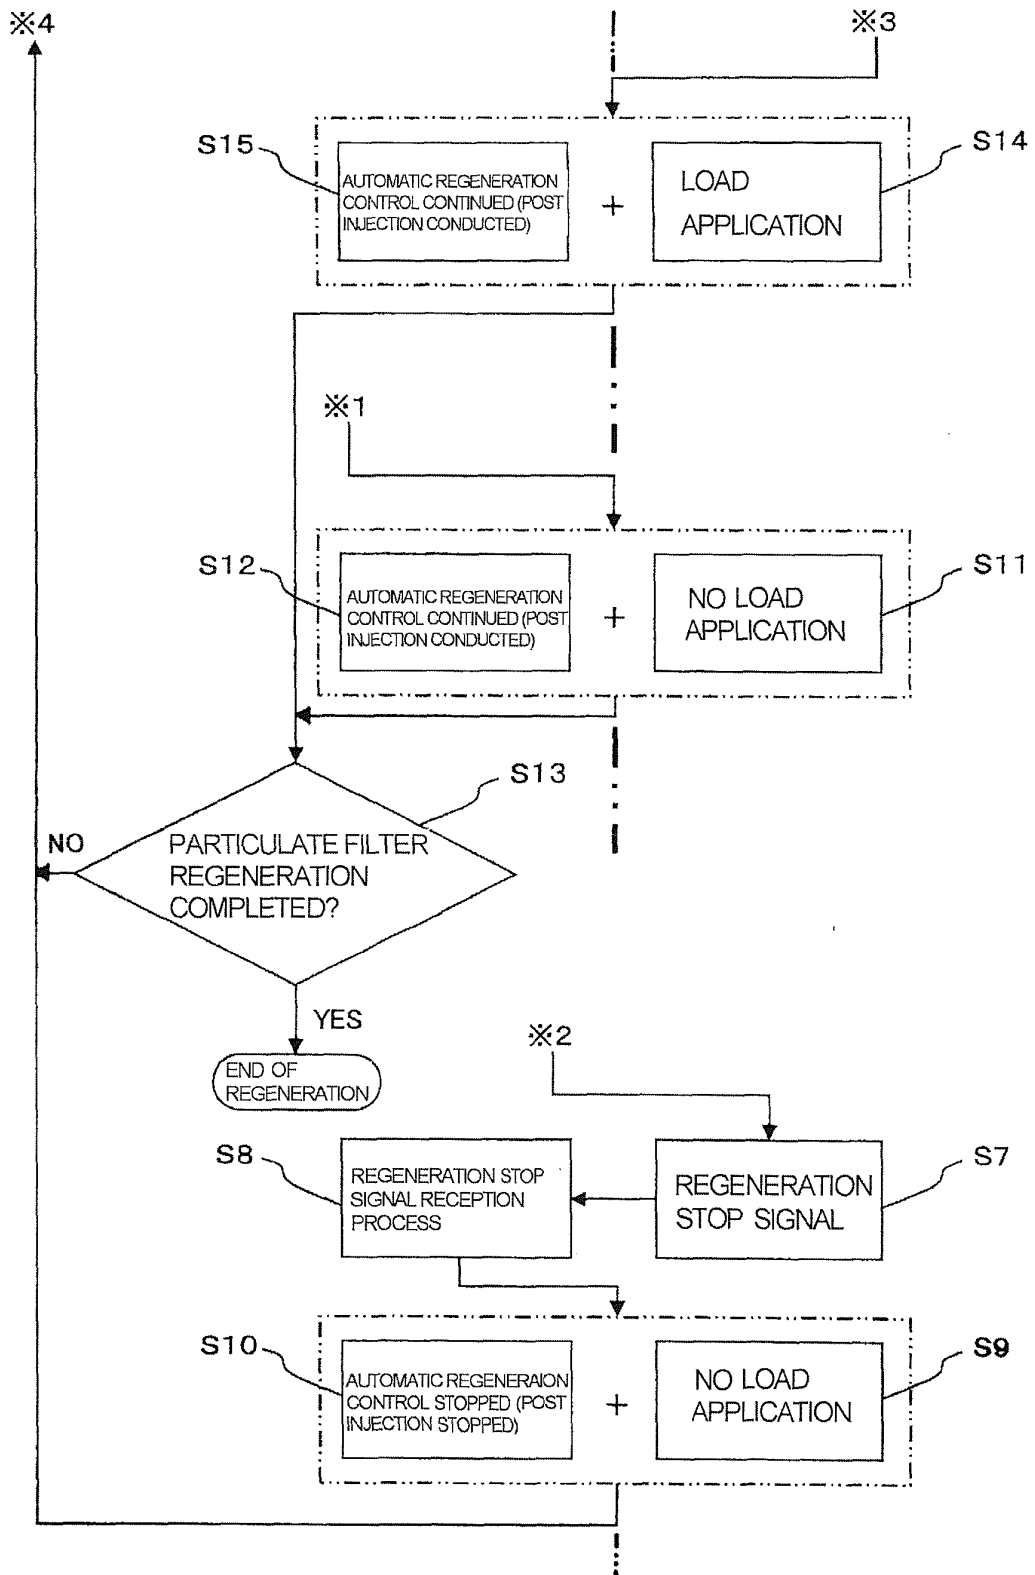 ※4
※3
S15
S14
AUTOMATIC REGENERATION
CONTROL CONTINUED (POST
INJECTION CONDUCTED)
+
LOAD
APPLICATION
※1
S12
S11
AUTOMATIC REGENERATION
CONTROL CONTINUED (POST
INJECTION CONDUCTED)
+
NO LOAD
APPLICATION
S13
NO
PARTICULATE FILTER
REGENERATION
COMPLETED?
YES
※2
END OF
REGENERATION
S8
S7
REGENERATION STOP
SIGNAL RECEPTION
PROCESS
REGENERATION
STOP SIGNAL
S10
S9
AUTOMATIC REGENERAION
CONTROL STOPPED (POST
INJECTION STOPPED)
+
NO LOAD
APPLICATION